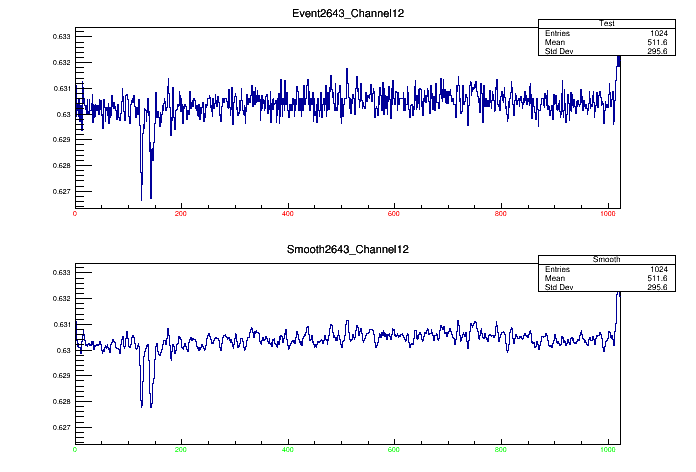 Event2643_Channel12
Test
Entries 1024
Mean 511.6
Std Dev 295.6
0.633
0.632
0.631
0.63
0.629
0.628
0.627
0 200 400 600 800 1000
Smooth2643_Channel12
Smooth
Entries 1024
Mean 511.6
Std Dev 295.6
0.633
0.632
0.631
0.63
0.629
0.628
0.627
0 200 400 600 800 1000